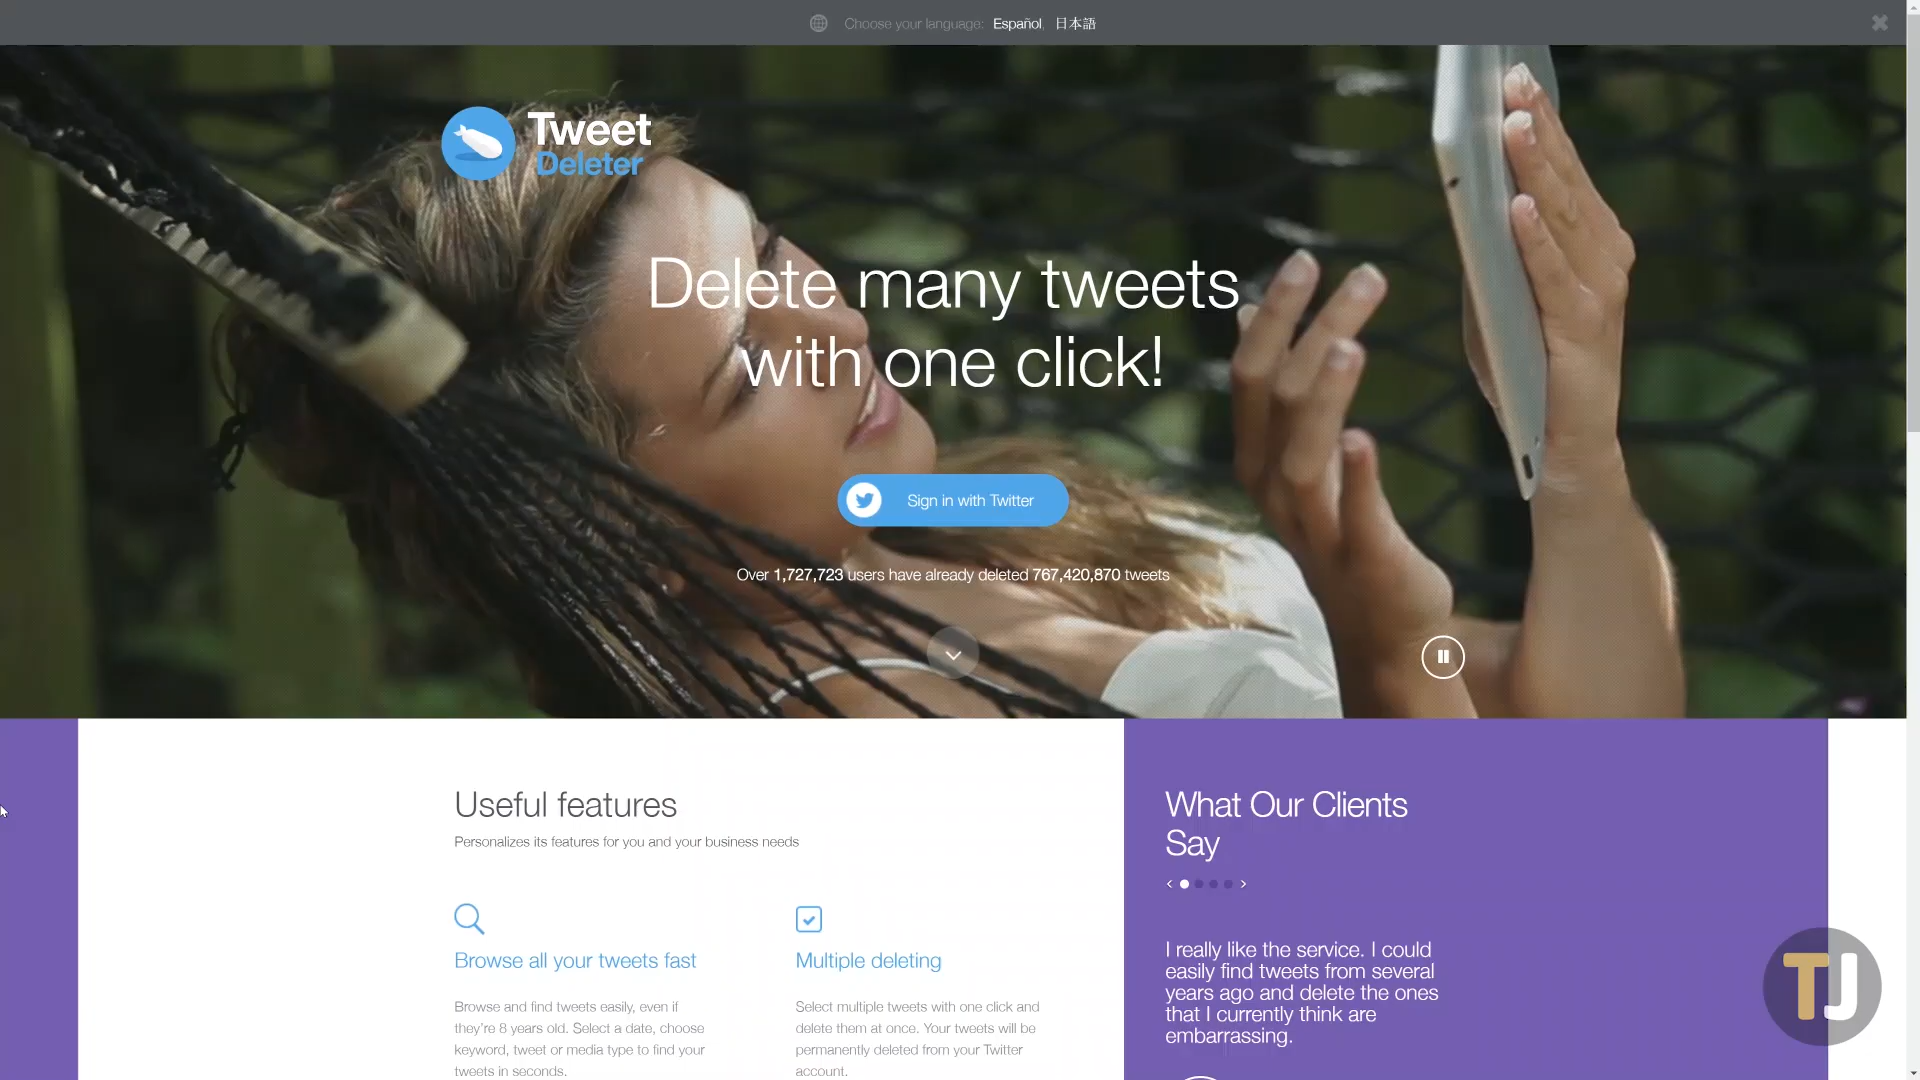 Choose your language: Español, 日本語
Tweet
Deleter
Delete many tweets
with one click!
Sign in with Twitter
Over 1,727,723 users have already deleted 767,420,870 tweets
Useful features
Personalizes its features for you and your business needs
Browse all your tweets fast
Browse and find tweets easily, even if
they're 8 years old. Select a date, choose
keyword, tweet or media type to find your
tweets in seconds.
Multiple deleting
Select multiple tweets with one click and
delete them at once. Your tweets will be
permanently deleted from your Twitter
account.
What Our Clients
Say
I really like the service. I could
easily find tweets from several
years ago and delete the ones
that I currently think are
embarrassing.
TJ